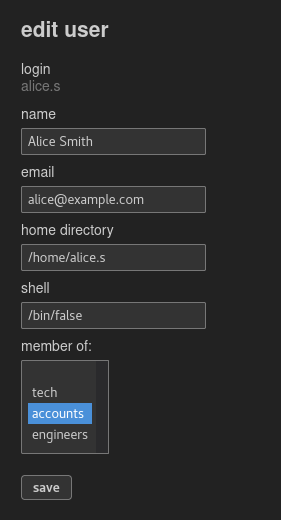 edit user
login
alice.s
name
Alice Smith
email
alice@example.com
home directory
/home/alice.s
shell
/bin/false
member of:
tech
accounts
engineers
save